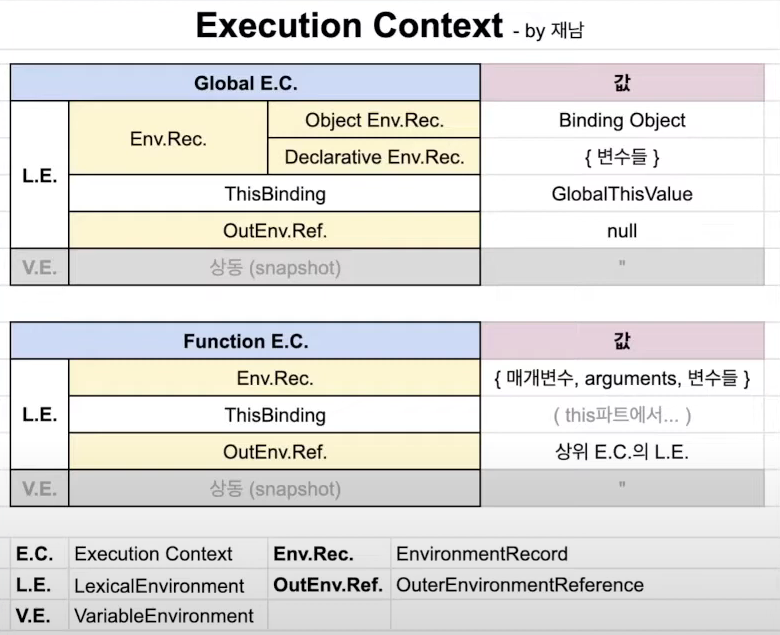 Execution Context - by 재남
Global E.C. 값
L.E. Env.Rec. Object Env.Rec. Binding Object
Declarative Env.Rec. { 변수들 }
ThisBinding GlobalThisValue
OutEnv.Ref. null
V.E. 상동 (snapshot) "
Function E.C. 값
L.E. Env.Rec. { 매개변수, arguments, 변수들 }
ThisBinding ( this파트에서... )
OutEnv.Ref. 상위 E.C.의 L.E.
V.E. 상동 (snapshot) "
E.C. Execution Context Env.Rec. EnvironmentRecord
L.E. LexicalEnvironment OutEnv.Ref. OuterEnvironmentReference
V.E. VariableEnvironment